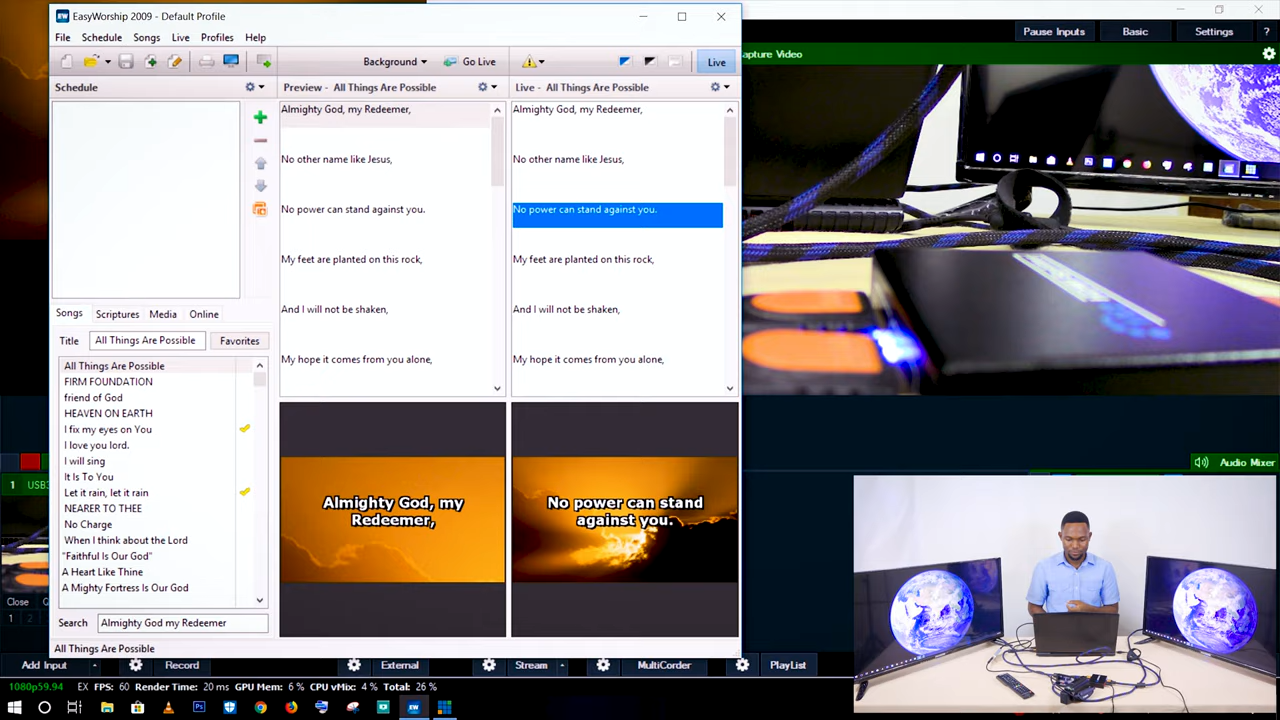 EasyWorship 2009 - Default Profile
File Schedule Songs Live Profiles Help
Background Go Live Live
Schedule
Preview - All Things Are Possible
Live - All Things Are Possible
Almighty God, my Redeemer,
No other name like Jesus,
No power can stand against you.
My feet are planted on this rock,
And I will not be shaken,
My hope it comes from you alone,
Almighty God, my Redeemer,
No other name like Jesus,
No power can stand against you.
My feet are planted on this rock,
And I will not be shaken,
My hope it comes from you alone,
Songs Scriptures Media Online
Title All Things Are Possible Favorites
All Things Are Possible
FIRM FOUNDATION
friend of God
HEAVEN ON EARTH
I fix my eyes on You
I love you lord.
I will sing
It Is To You
Let it rain, let it rain
NEARER TO THEE
No Charge
When I think about the Lord
"Faithful Is Our God"
A Heart Like Thine
A Mighty Fortress Is Our God
Search Almighty God my Redeemer
All Things Are Possible
Almighty God, my
Redeemer,
No power can stand
against you.
Pause Inputs Basic Settings ?
apture Video
Audio Mixer
1 USB3
Close Q
1 2
Add Input Record External Stream MultiCorder PlayList
1080p59.94 EX FPS: 60 Render Time: 20 ms GPU Mem: 6 % CPU vMix: 4 % Total: 26 %